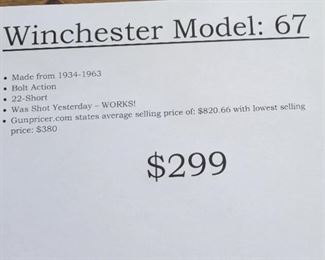 Winchester Model: 67
• Made from 1934-1963
• Bolt Action
• 22-Short
• Was Shot Yesterday – WORKS!
• Gunpricer.com states average selling price of: $820.66 with lowest selling
price: $380
$299